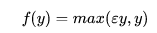 f(y) = max(εy, y)